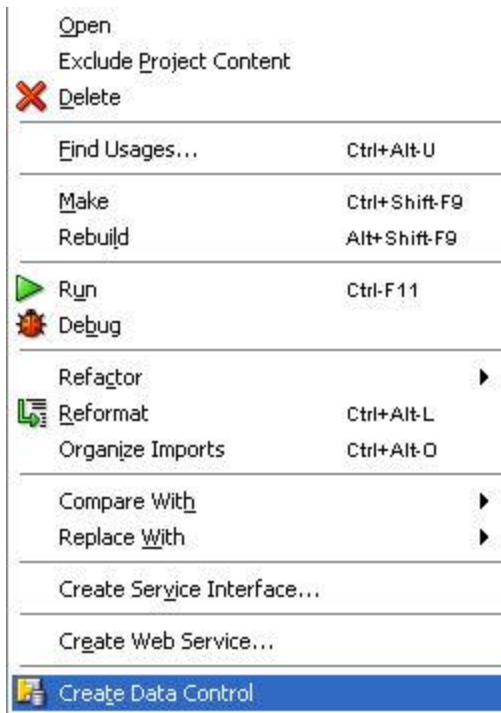 Open
Exclude Project Content
Delete
Find Usages... Ctrl+Alt-U
Make Ctrl+Shift-F9
Rebuild Alt+Shift-F9
Run Ctrl-F11
Debug
Refactor
Reformat Ctrl+Alt-L
Organize Imports Ctrl+Alt-O
Compare With
Replace With
Create Service Interface...
Create Web Service...
Create Data Control